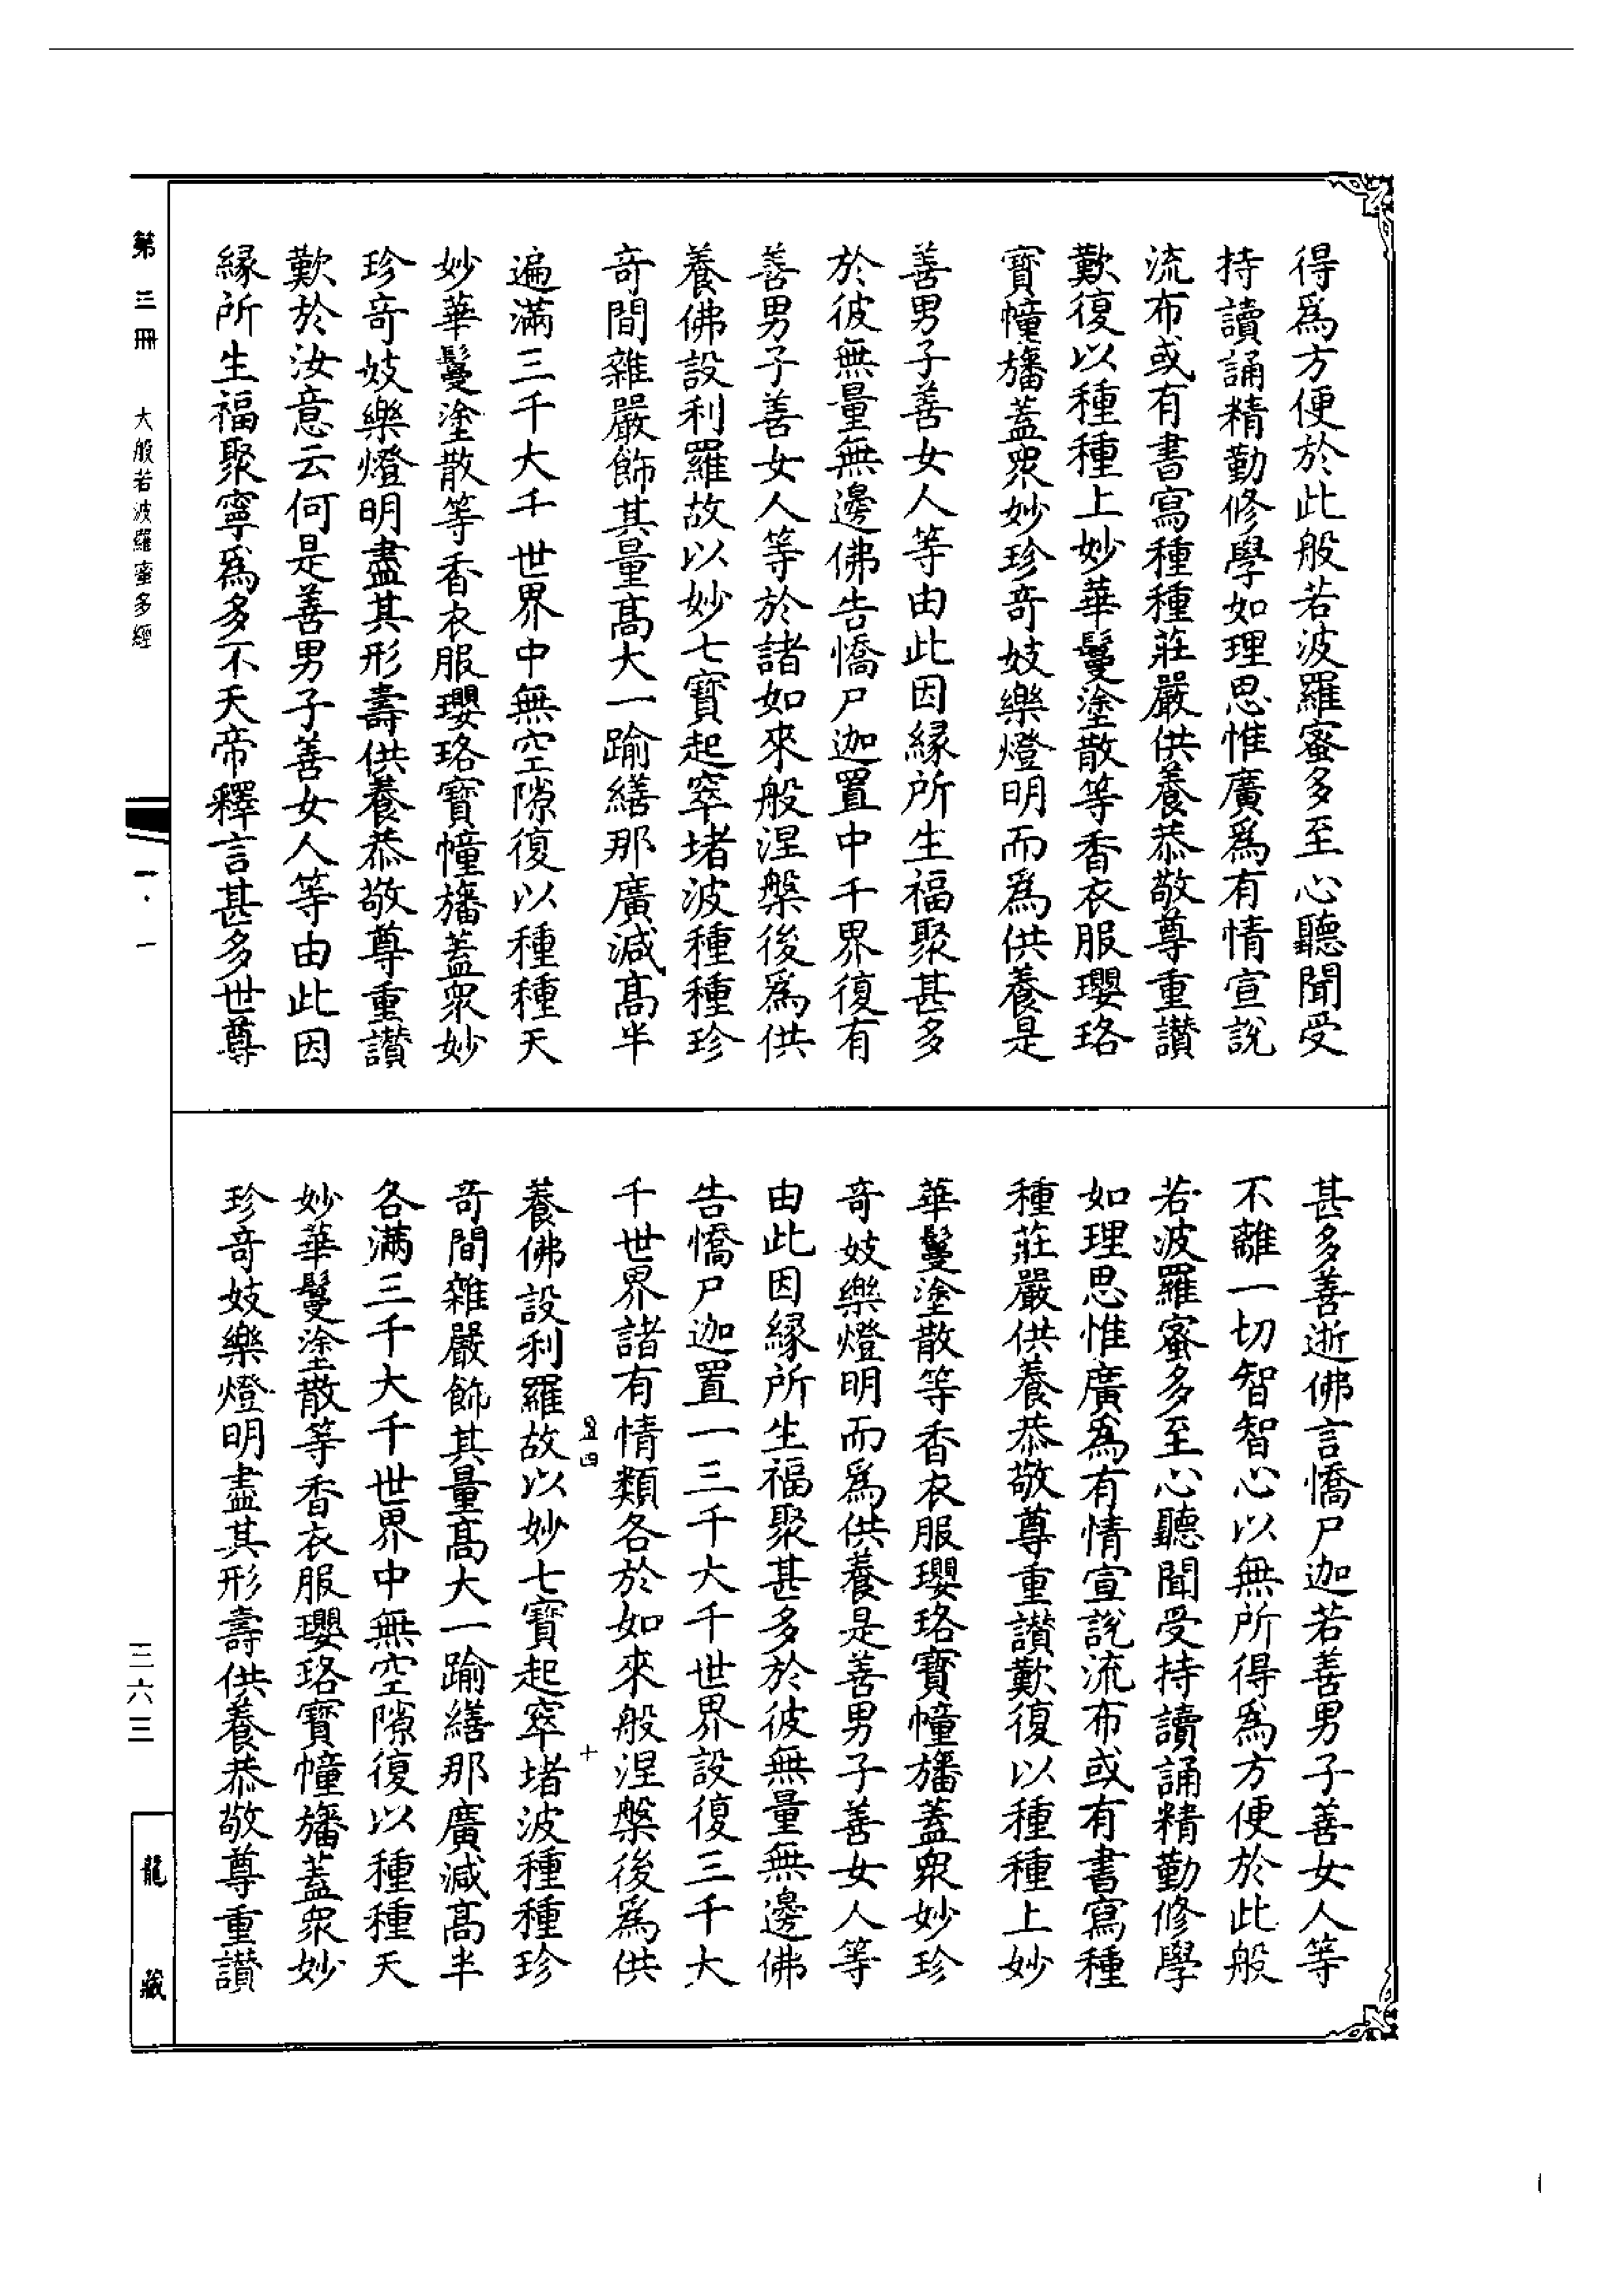 得爲方便於此般若波羅蜜多至心聽聞受
持讀誦精勤修學如理思惟廣爲有情宣說
流布或有書寫種種莊嚴供養恭敬尊重讃
歎復以種種上妙華鬘塗散等香衣服瓔珞
寶幢旛蓋衆妙珍奇妓樂燈明而爲供養是
善男子善女人等由此因緣所生福聚甚多
於彼無量無邊佛告憍尸迦置中千界復有
善男子善女人等於諸如來般涅槃後爲供
養佛設利羅故以妙七寶起窣堵波種種珍
奇間雜嚴飾其量高大一踰繕那廣減高半
遍滿三千大千世界中無空隙復以種種天
妙華鬘塗散等香衣服瓔珞寶幢旛蓋衆妙
珍奇妓樂燈明盡其形壽供養恭敬尊重讃
歎於汝意云何是善男子善女人等由此因
緣所生福聚寧爲多不天帝釋言甚多世尊
甚多善逝佛言憍尸迦若善男子善女人等
不離一切智智心以無所得爲方便於此般
若波羅蜜多至心聽聞受持讀誦精勤修學
如理思惟廣爲有情宣說流布或有書寫種
種莊嚴供養恭敬尊重讃歎復以種種上妙
華鬘塗散等香衣服瓔珞寶幢旛蓋衆妙珍
奇妓樂燈明而爲供養是善男子善女人等
由此因緣所生福聚甚多於彼無量無邊佛
告憍尸迦置一三千大千世界設復三千大
千世界諸有情類各於如來般涅槃後爲供
四 十
養佛設利羅故以妙七寶起窣堵波種種珍
奇間雜嚴飾其量高大一踰繕那廣減高半
各滿三千大千世界中無空隙復以種種天
妙華鬘塗散等香衣服瓔珞寶幢旛蓋衆妙
珍奇妓樂燈明盡其形壽供養恭敬尊重讃
第三冊 大般若波羅蜜多經 一·一 三六三 龍藏